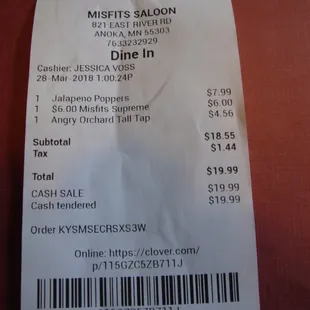 MISFITS SALOON
821 EAST RIVER RD
ANOKA, MN 55303
7633232929
Dine In
Cashier: JESSICA VOSS
28-Mar-2018 1:00:24P
1 Jalapeno Poppers $7.99
1 $6.00 Misfits Supreme $6.00
1 Angry Orchard Tall Tap $4.56
Subtotal $18.55
Tax $1.44
Total $19.99
CASH SALE $19.99
Cash tendered $19.99
Order KYSMSECRSXS3W
Online: https://clover.com/
p/115GZC5ZB711J